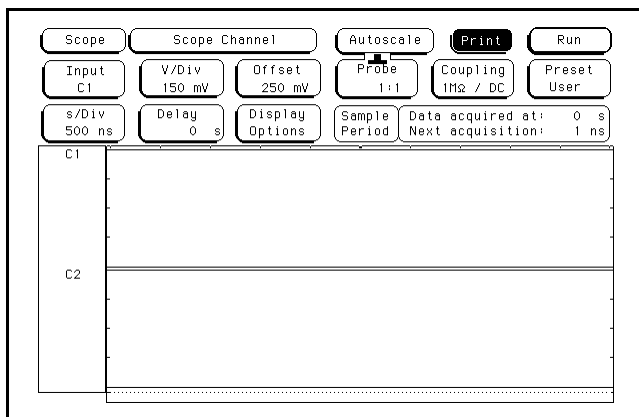 Scope Scope Channel Autoscale Print Run
Input V/Div Offset Probe Coupling Preset
C1 150 mV 250 mV 1:1 1MΩ / DC User
s/Div Delay Display Sample Data acquired at: 0 s
500 ns 0 s Options Period Next acquisition: 1 ns
C1
C2